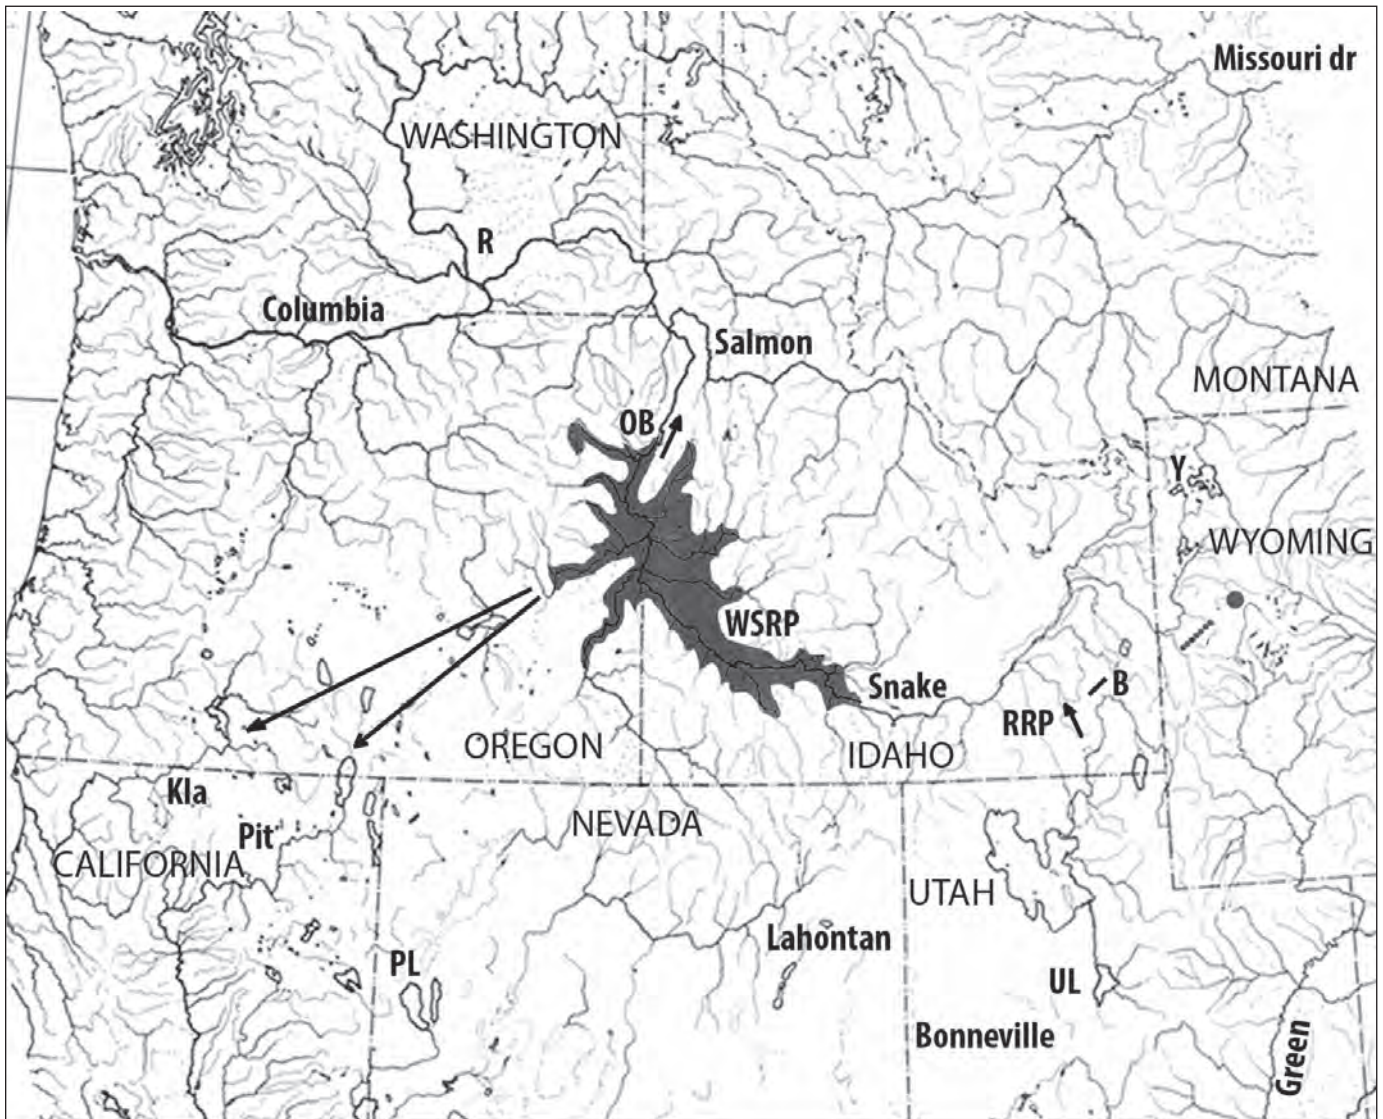 Missouri dr
WASHINGTON
R
Columbia
Salmon
MONTANA
OB
Y
WYOMING
WSRP
Snake
B
RRP
OREGON
IDAHO
Kla
Pit
NEVADA
CALIFORNIA
UTAH
Lahontan
PL
UL
Bonneville
Green